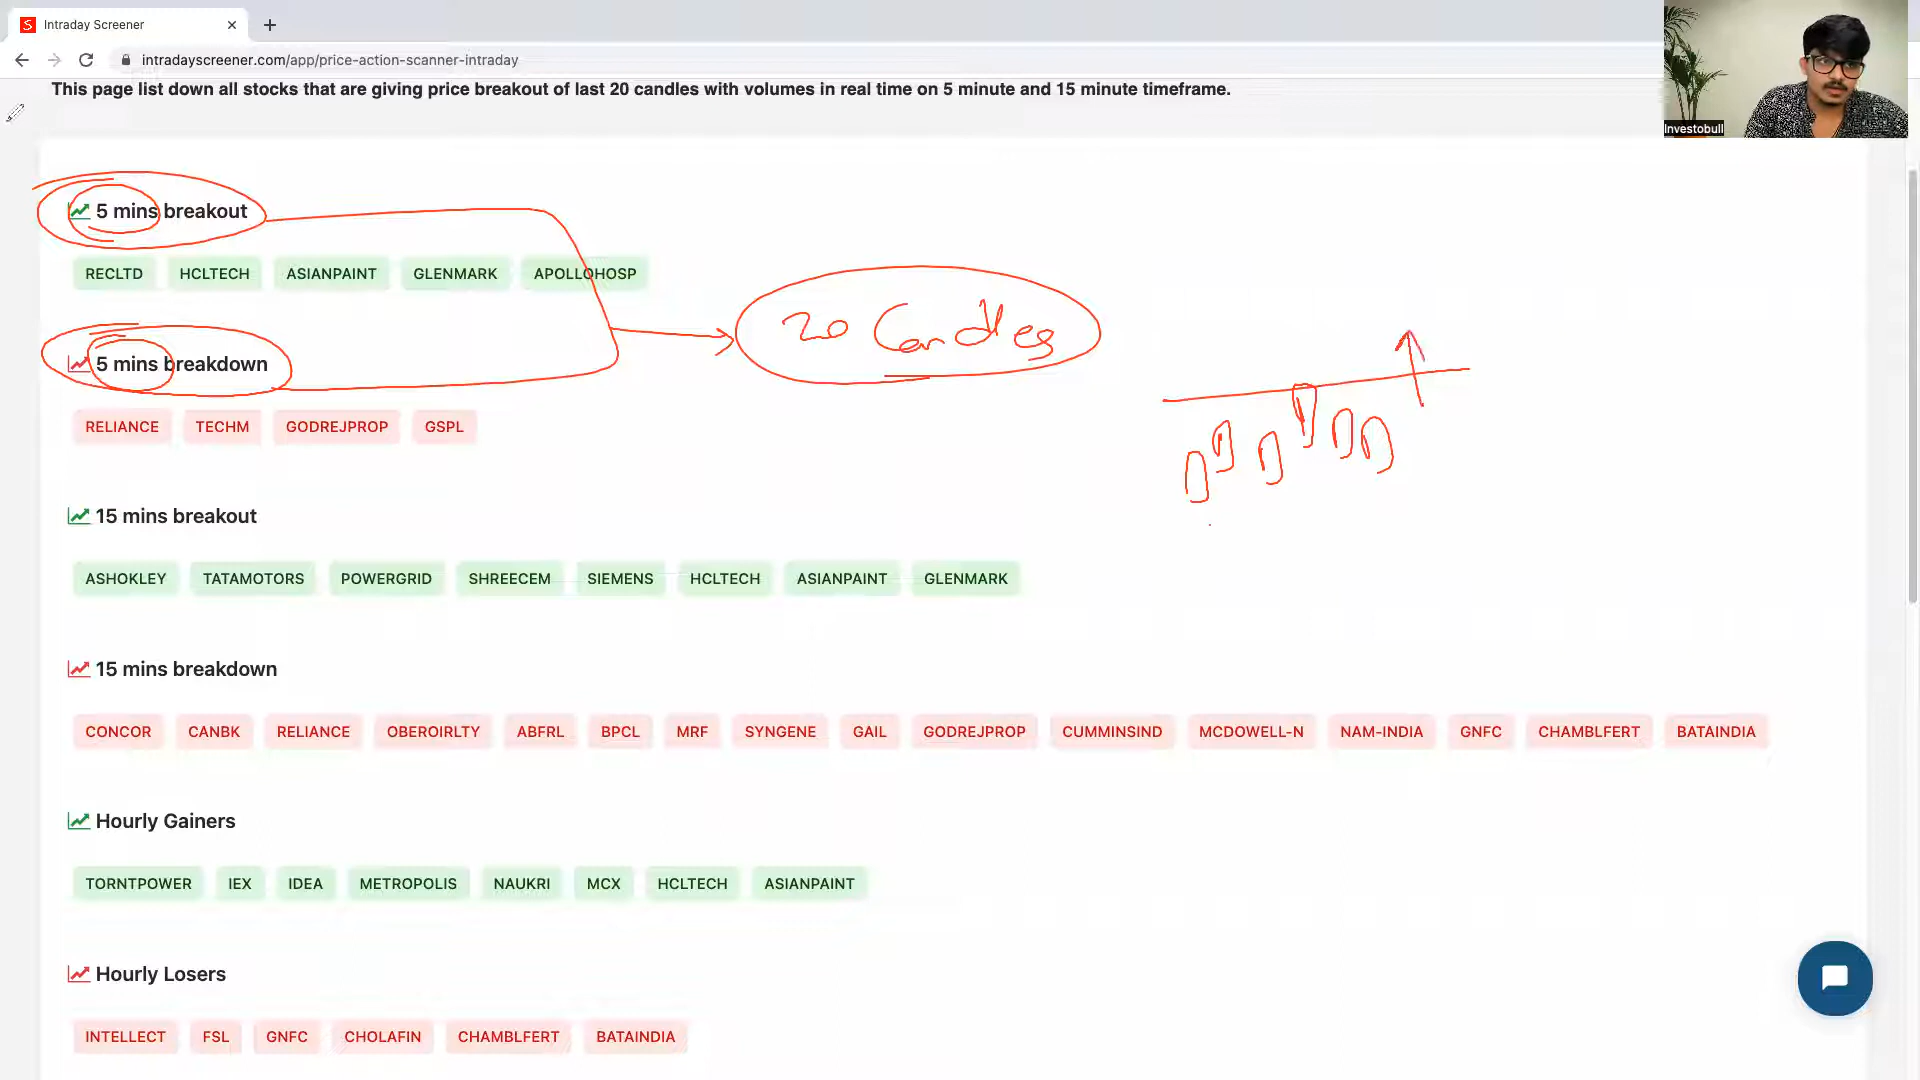 Intraday Screener
intradayscreener.com/app/price-action-scanner-intraday
Investobull
This page list down all stocks that are giving price breakout of last 20 candles with volumes in real time on 5 minute and 15 minute timeframe.
5 mins breakout
RECLTD HCLTECH ASIANPAINT GLENMARK APOLLOHOSP
20 Candles
5 mins breakdown
RELIANCE TECHM GODREJPROP GSPL
15 mins breakout
ASHOKLEY TATAMOTORS POWERGRID SHREECEM SIEMENS HCLTECH ASIANPAINT GLENMARK
15 mins breakdown
CONCOR CANBK RELIANCE OBEROIRLTY ABFRL BPCL MRF SYNGENE GAIL GODREJPROP CUMMINSIND MCDOWELL-N NAM-INDIA GNFC CHAMBLFERT BATAINDIA
Hourly Gainers
TORNTPOWER IEX IDEA METROPOLIS NAUKRI MCX HCLTECH ASIANPAINT
Hourly Losers
INTELLECT FSL GNFC CHOLAFIN CHAMBLFERT BATAINDIA